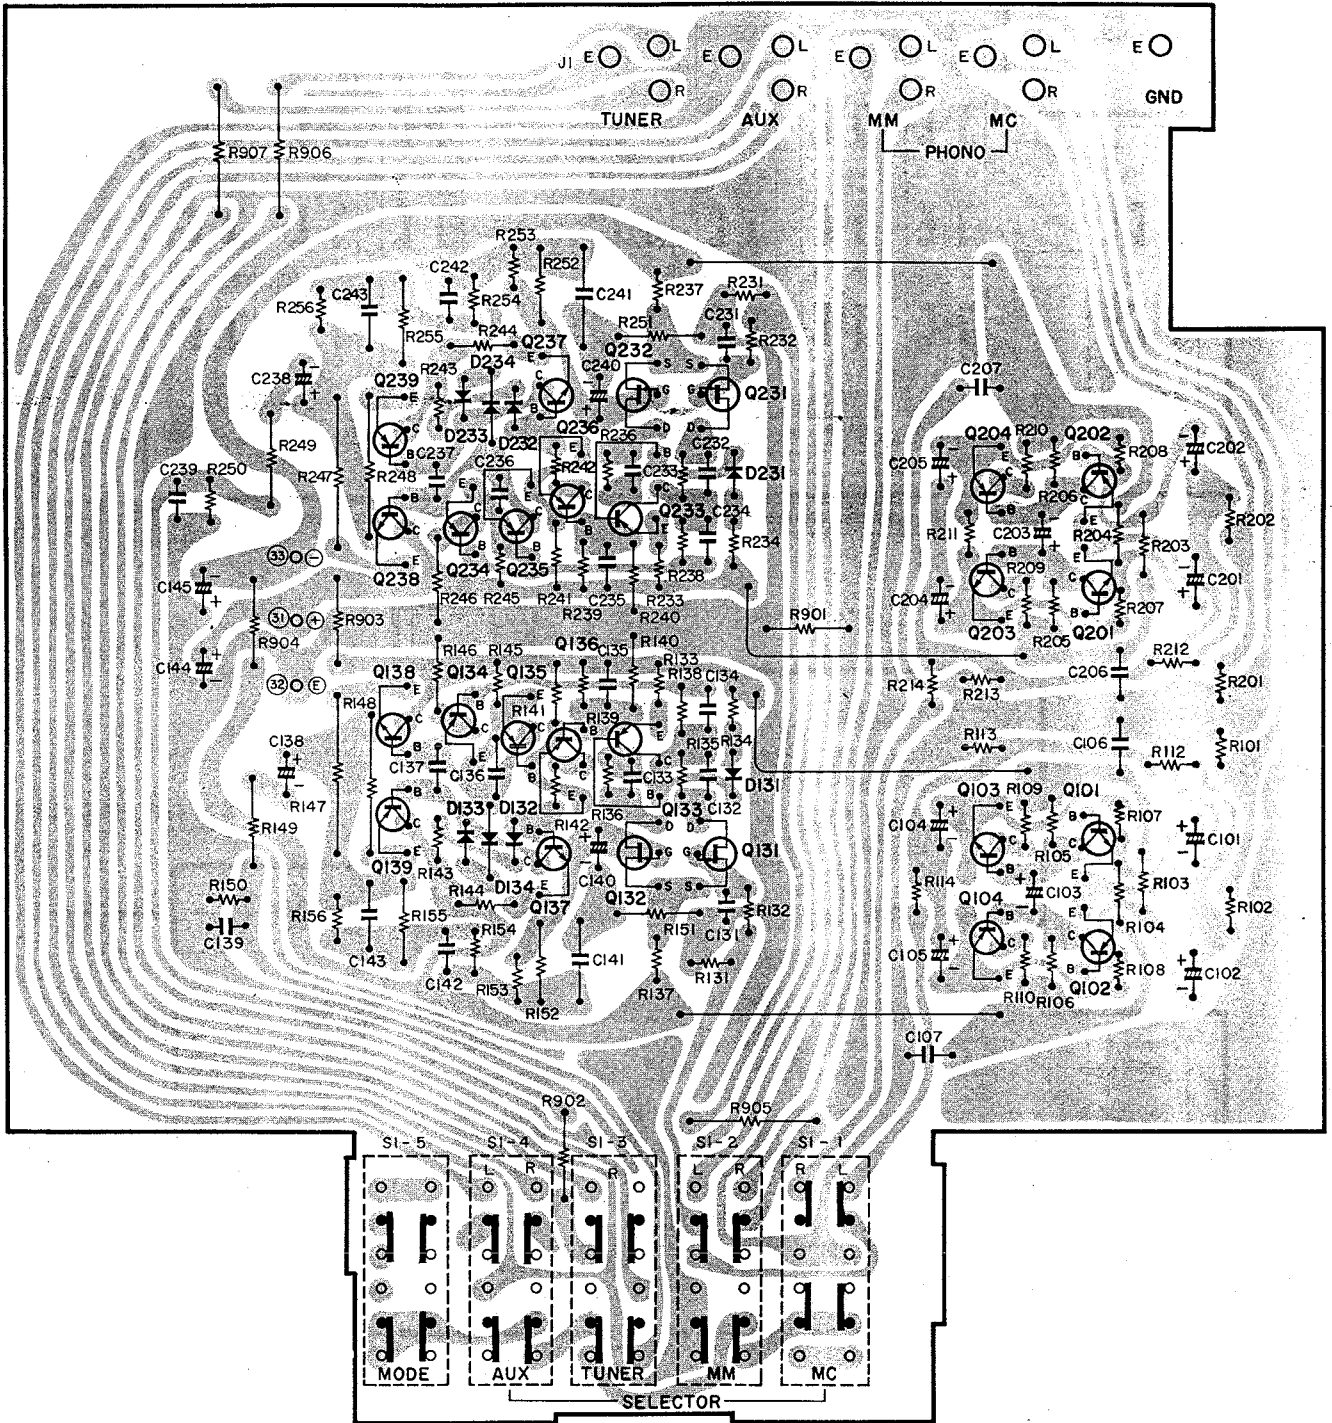 J1 E L E L E L E L E
R R R R
TUNER AUX MM MC GND
PHONO
R907 R906
R253
C242 R252
R256 C243 R254 C241 R237 R231
R255 R244 R251 C231 R232
Q237
D234 E Q232 S S
C238 - + Q239 R243 C C240 - + G G Q231
E D D
C B Q236
C207
R249 D233 D232 R236 C232
R247 R248 B C237 C236 E R242 E B C233 D231
C239 R250 B E C C C Q233 C234
C C C B E
33 - B B R234
Q238 E Q234 Q235 R238
C145 - + R246 R245 R241 C235 R233
R239 R240
31 + R903
R904
C144 + -
32 E
R901
Q204 R210 Q202 C202 - +
C205 - + E C B R208
B R206 C
R211 C203 - + E R204 R203 R202
B R209 E
C204 - + C C C201 - +
E B R207
Q203 R205 Q201
C206 R212
R214 R213 R201
R113 C106 R112 R101
R146 R145 Q136 C135 R140
Q138 Q134 Q135 R133
E R138 C134
R148 E R141 R139 E
C C C B R135 R134
B E B C C C133
C138 + - C137 C136 B D131
R147 B D133 D132 E B Q133 C132
C R142 R136 D D
R149 E R143 B + - G G Q131
Q139 C C140
R144 D134 E Q137 Q132 S S
R150 R156 R155 R154 R151 C131 R132
C139 C143 C142 R153 C141 R137 R131
R152
Q103 R109 Q101
C104 + - E B R107 C101 + -
C R105 C
R114 B C103 + E R103 R102
Q104 B E R104
C105 + - C C C102 + -
E B R108
R110 R106 Q102
C107
R902 R905
S1-5 S1-4 S1-3 S1-2 S1-1
L R R L R R L
MODE AUX TUNER MM MC
SELECTOR